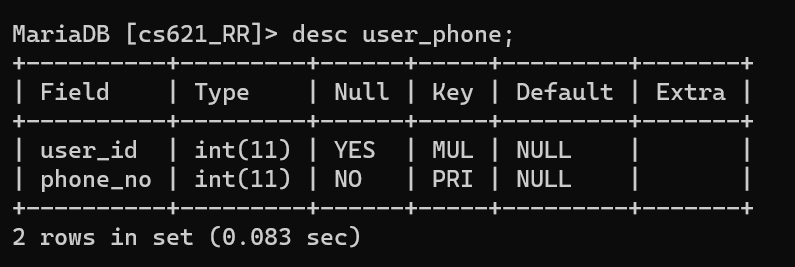 MariaDB [cs621_RR]> desc user_phone;
+----------+---------+------+-----+---------+-------+
| Field    | Type    | Null | Key | Default | Extra |
+----------+---------+------+-----+---------+-------+
| user_id  | int(11) | YES  | MUL | NULL    |       |
| phone_no | int(11) | NO   | PRI | NULL    |       |
+----------+---------+------+-----+---------+-------+
2 rows in set (0.083 sec)